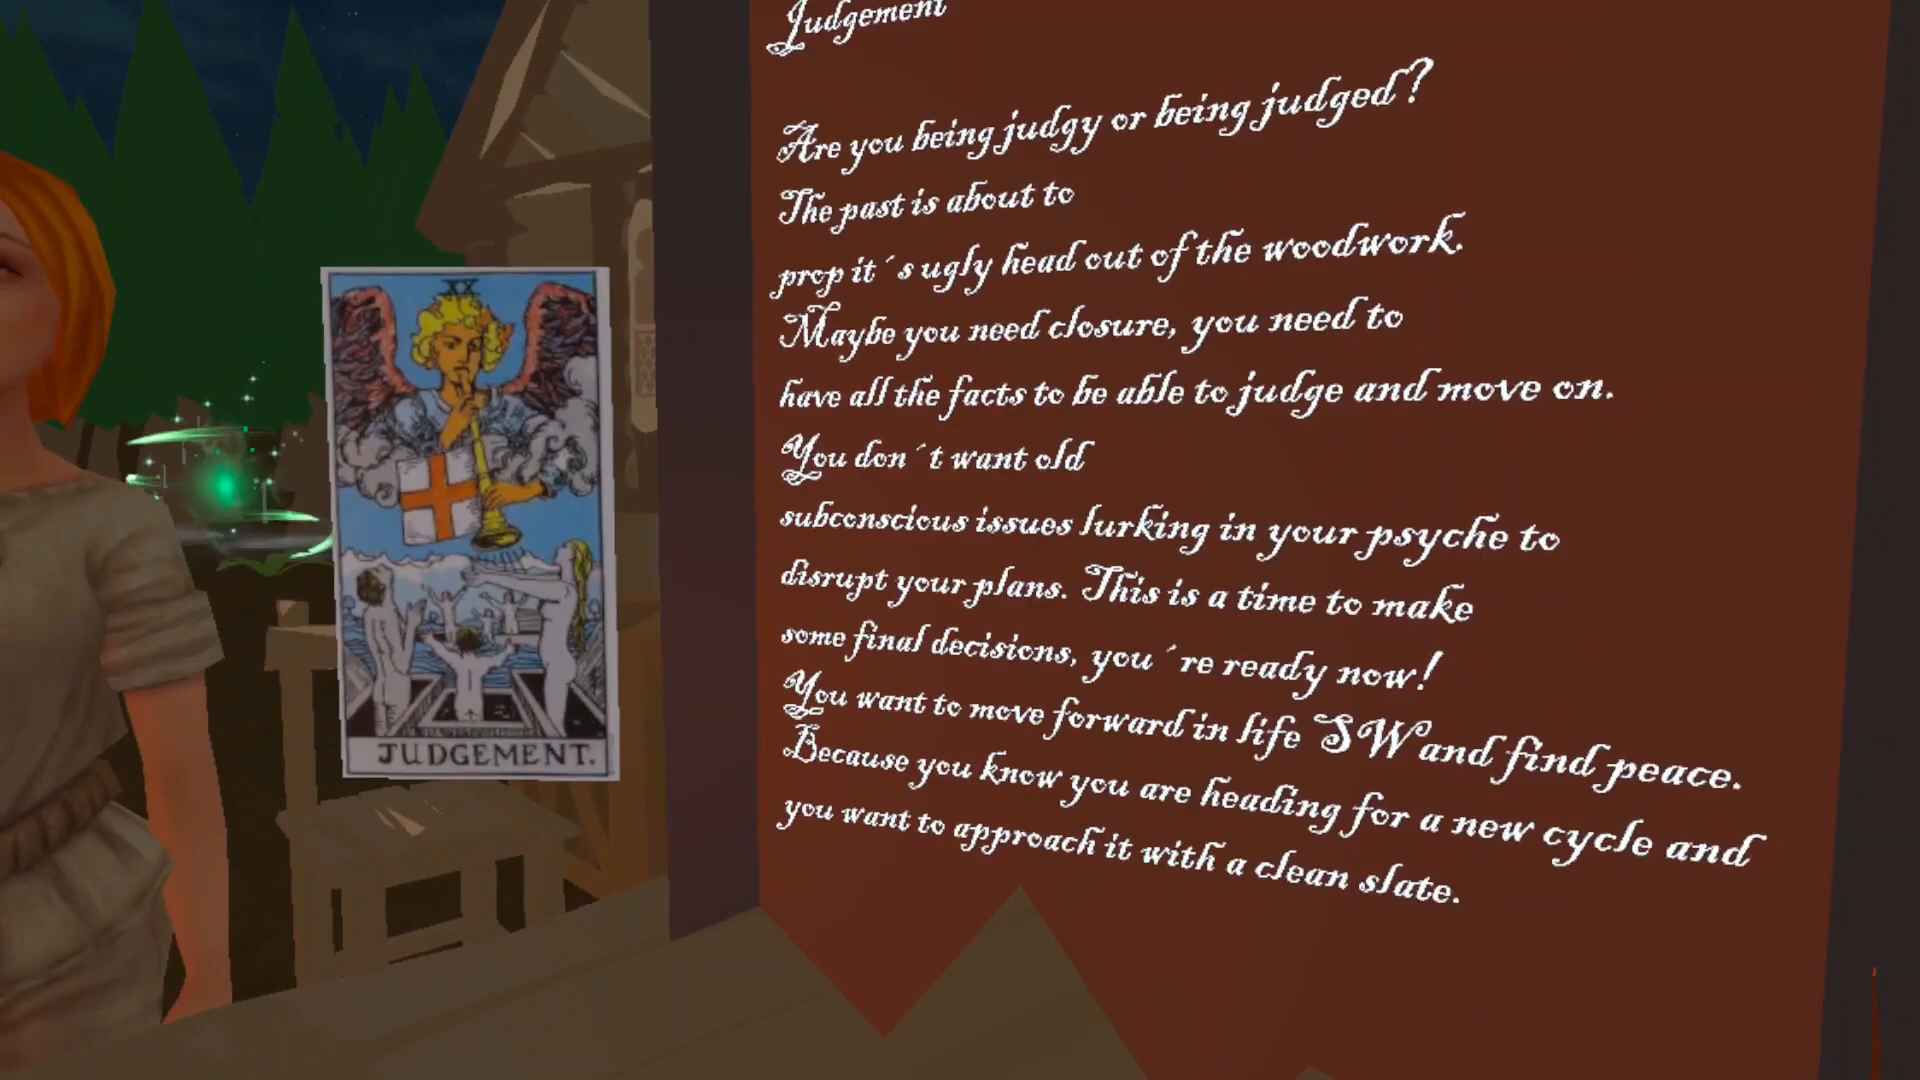 Judgement
Are you being judgy or being judged?
The past is about to
prop it´s ugly head out of the woodwork.
Maybe you need closure, you need to
have all the facts to be able to judge and move on.
You don´t want old
subconscious issues lurking in your psyche to
disrupt your plans. This is a time to make
some final decisions, you´re ready now!
You want to move forward in life SW and find peace.
Because you know you are heading for a new cycle and
you want to approach it with a clean slate.
XX
JUDGEMENT.